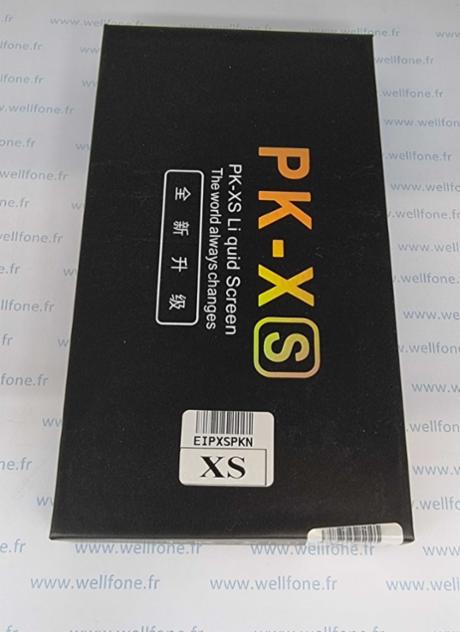 PK-XS
PK-XS Li quid Screen
The world always changes
全新升级
EIPXSPKN
XS
www.wellfone.fr